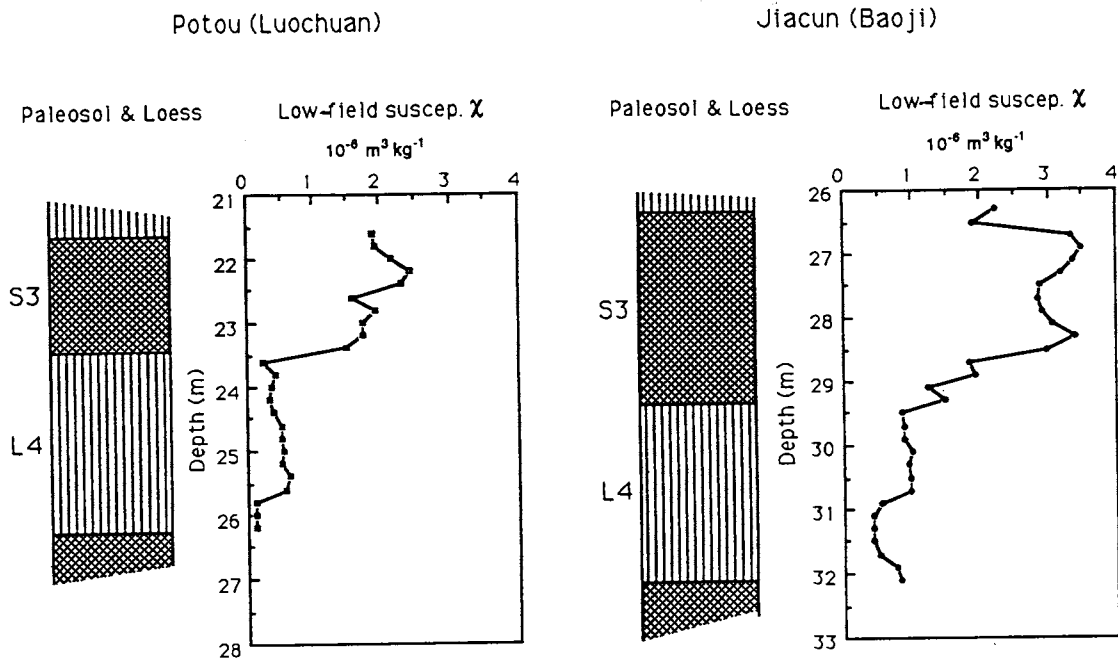 Potou (Luochuan)
Jiacun (Baoji)
Paleosol & Loess
Low-field suscep. χ
10⁻⁶ m³ kg⁻¹
0 1 2 3 4
21
22
23
24
25
26
27
28
Depth (m)
S3
L4
Paleosol & Loess
Low-field suscep. χ
10⁻⁶ m³ kg⁻¹
0 1 2 3 4
26
27
28
29
30
31
32
33
Depth (m)
S3
L4